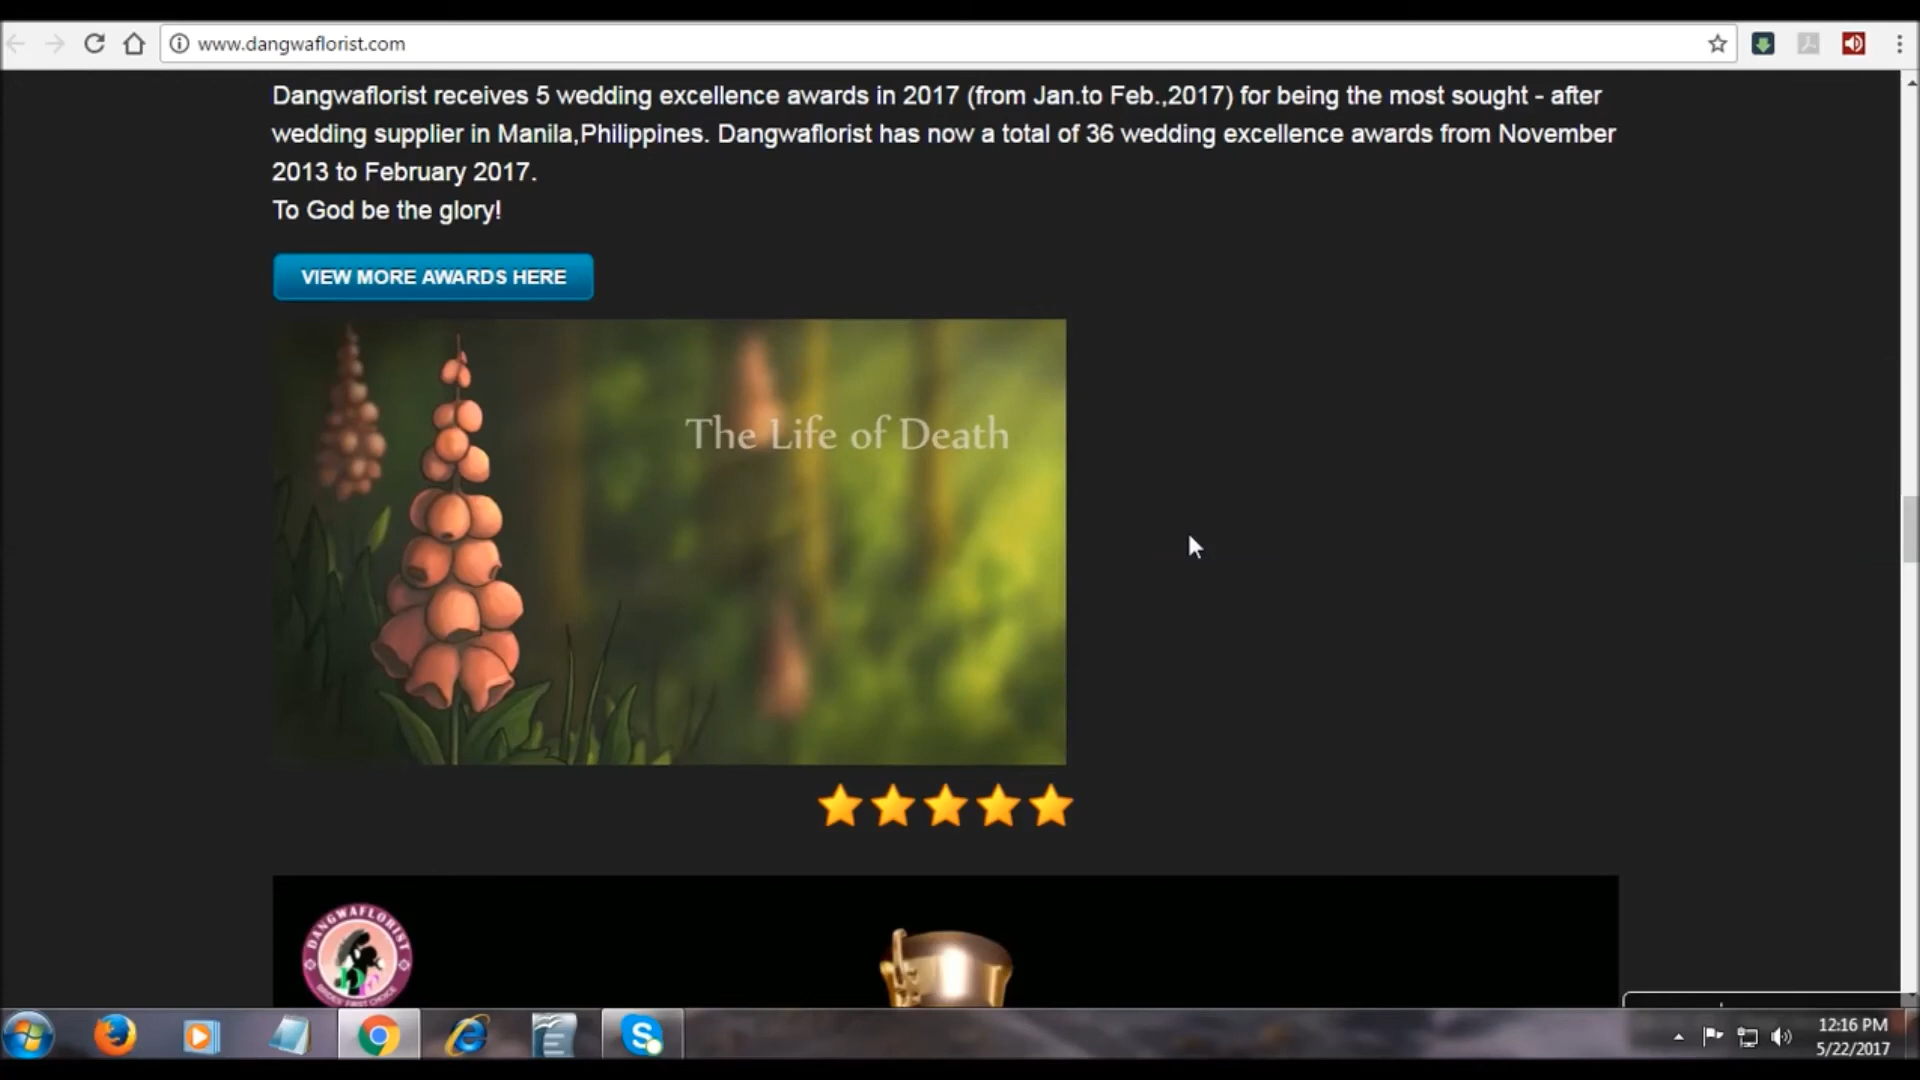 www.dangwaflorist.com
Dangwaflorist receives 5 wedding excellence awards in 2017 (from Jan.to Feb.,2017) for being the most sought - after
wedding supplier in Manila,Philippines. Dangwaflorist has now a total of 36 wedding excellence awards from November
2013 to February 2017.
To God be the glory!
VIEW MORE AWARDS HERE
The Life of Death
DANGWAFLORIST
12:16 PM
5/22/2017